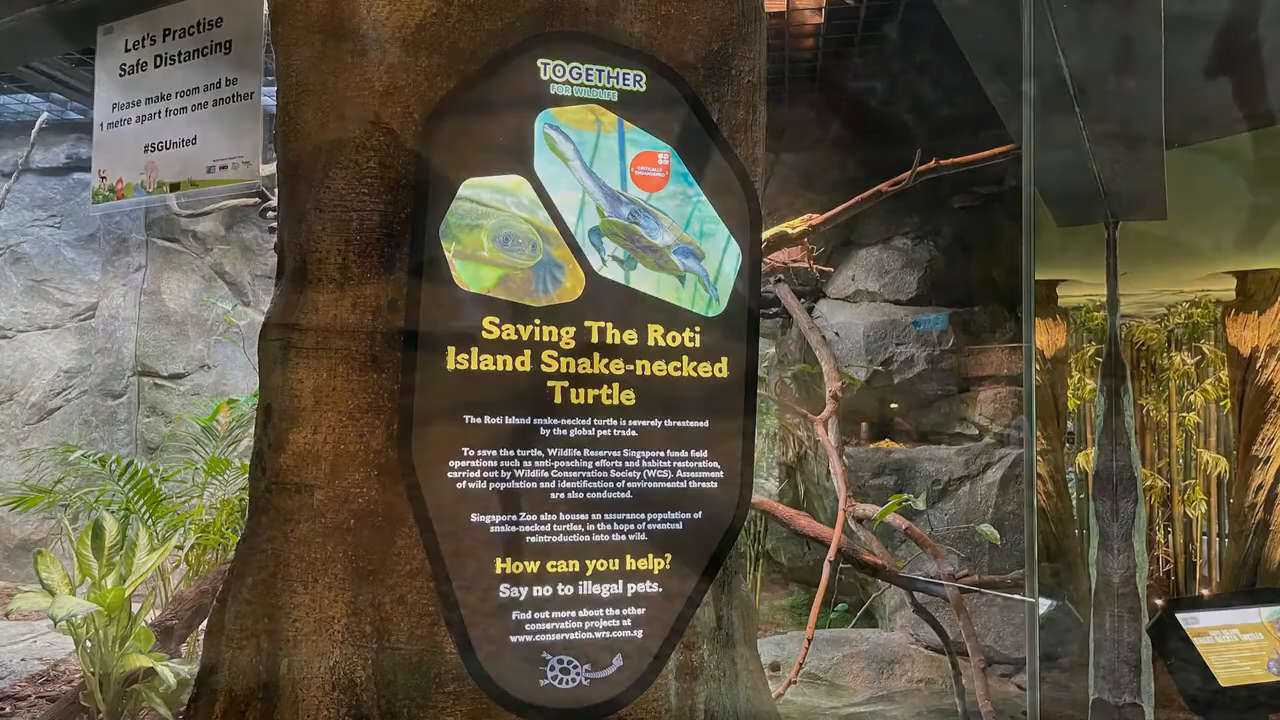 Let's Practise
Safe Distancing
Please make room and be
1 metre apart from one another
#SGUnited
TOGETHER
FOR WILDLIFE
CRITICALLY
ENDANGERED
Saving The Roti
Island Snake-necked
Turtle
The Roti Island snake-necked turtle is severely threatened
by the global pet trade.
To save the turtle, Wildlife Reserves Singapore funds field
operations such as anti-poaching efforts and habitat restoration,
carried out by Wildlife Conservation Society (WCS). Assessment
of wild population and identification of environmental threats
are also conducted.
Singapore Zoo also houses an assurance population of
snake-necked turtles, in the hope of eventual
reintroduction into the wild.
How can you help?
Say no to illegal pets.
Find out more about the other
conservation projects at
www.conservation.wrs.com.sg